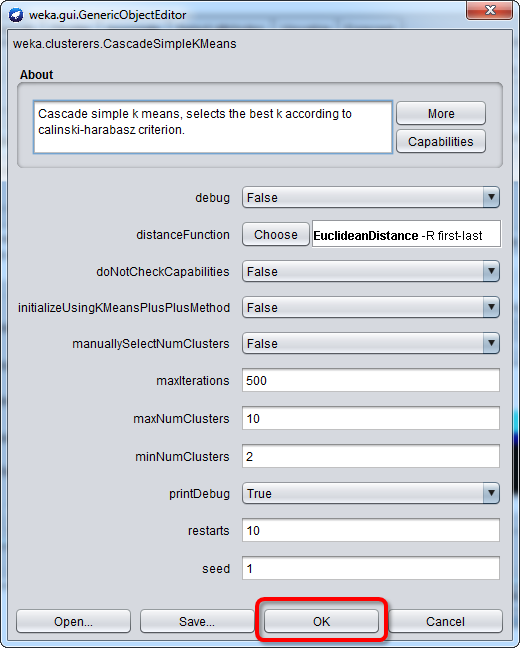 weka.gui.GenericObjectEditor
weka.clusterers.CascadeSimpleKMeans
About
Cascade simple k means, selects the best k according to
calinski-harabasz criterion.
More
Capabilities
debug False
distanceFunction Choose EuclideanDistance -R first-last
doNotCheckCapabilities False
initializeUsingKMeansPlusPlusMethod False
manuallySelectNumClusters False
maxIterations 500
maxNumClusters 10
minNumClusters 2
printDebug True
restarts 10
seed 1
Open... Save... OK Cancel